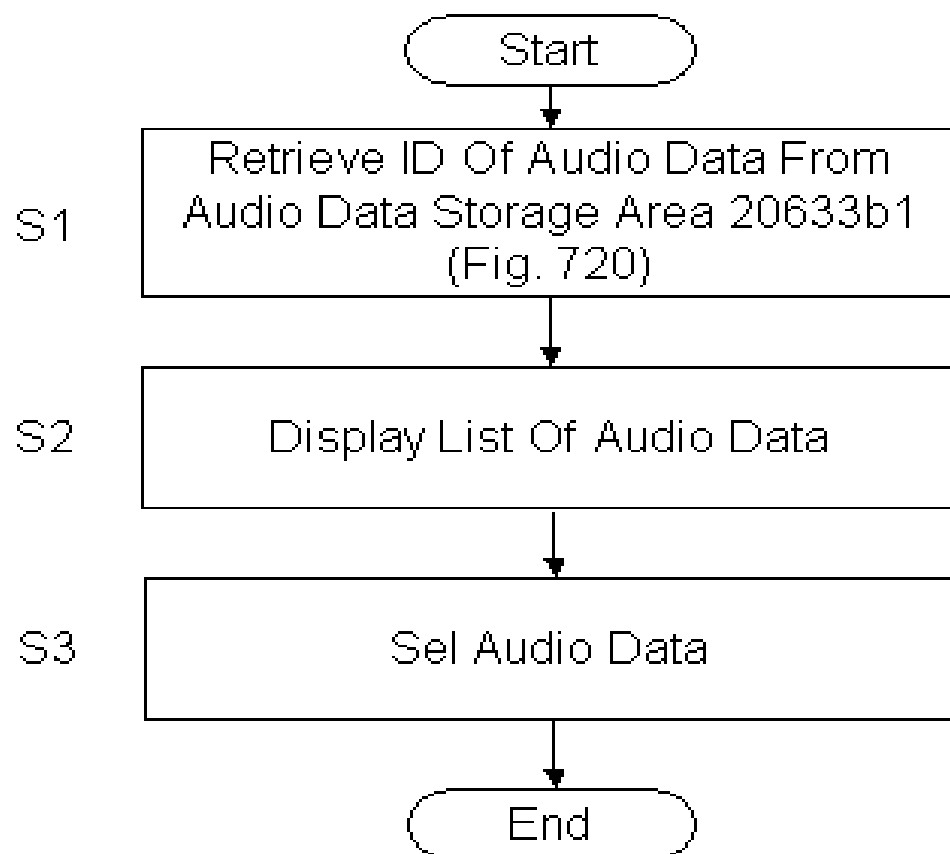 Start
S1
Retrieve ID Of Audio Data From
Audio Data Storage Area 20633b1
(Fig. 720)
S2
Display List Of Audio Data
S3
Sel Audio Data
End